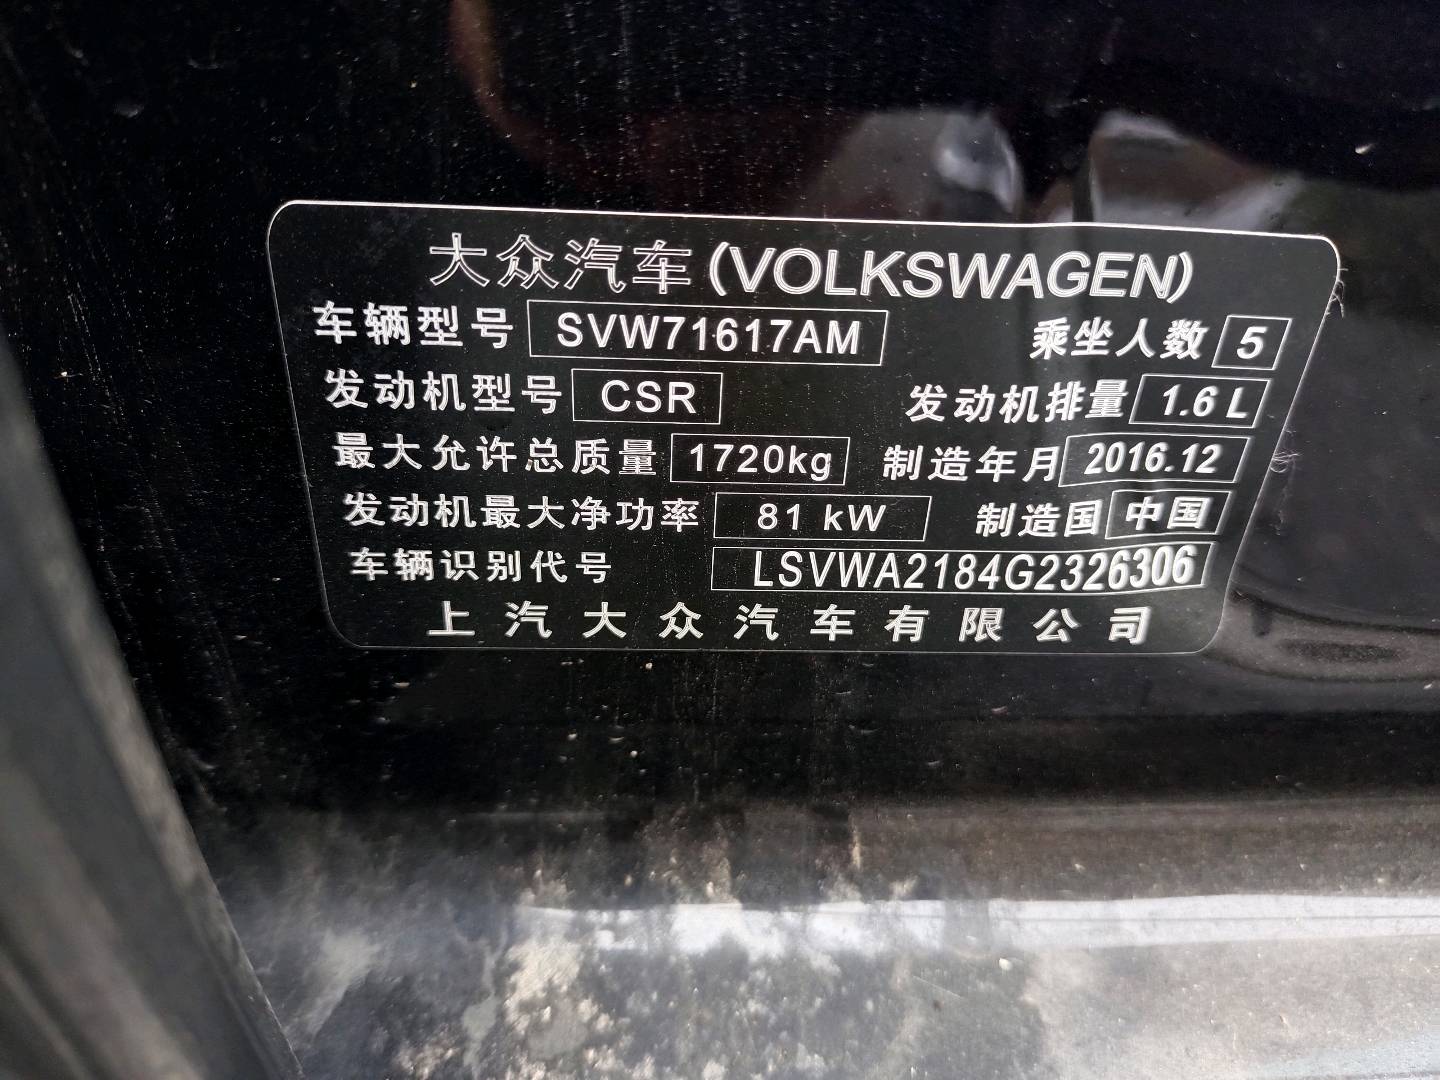 大众汽车(VOLKSWAGEN)
车辆型号 SVW71617AM 乘坐人数 5
发动机型号 CSR 发动机排量 1.6 L
最大允许总质量 1720kg 制造年月 2016.12
发动机最大净功率 81 kW 制造国 中国
车辆识别代号 LSVWA2184G2326306
上汽大众汽车有限公司